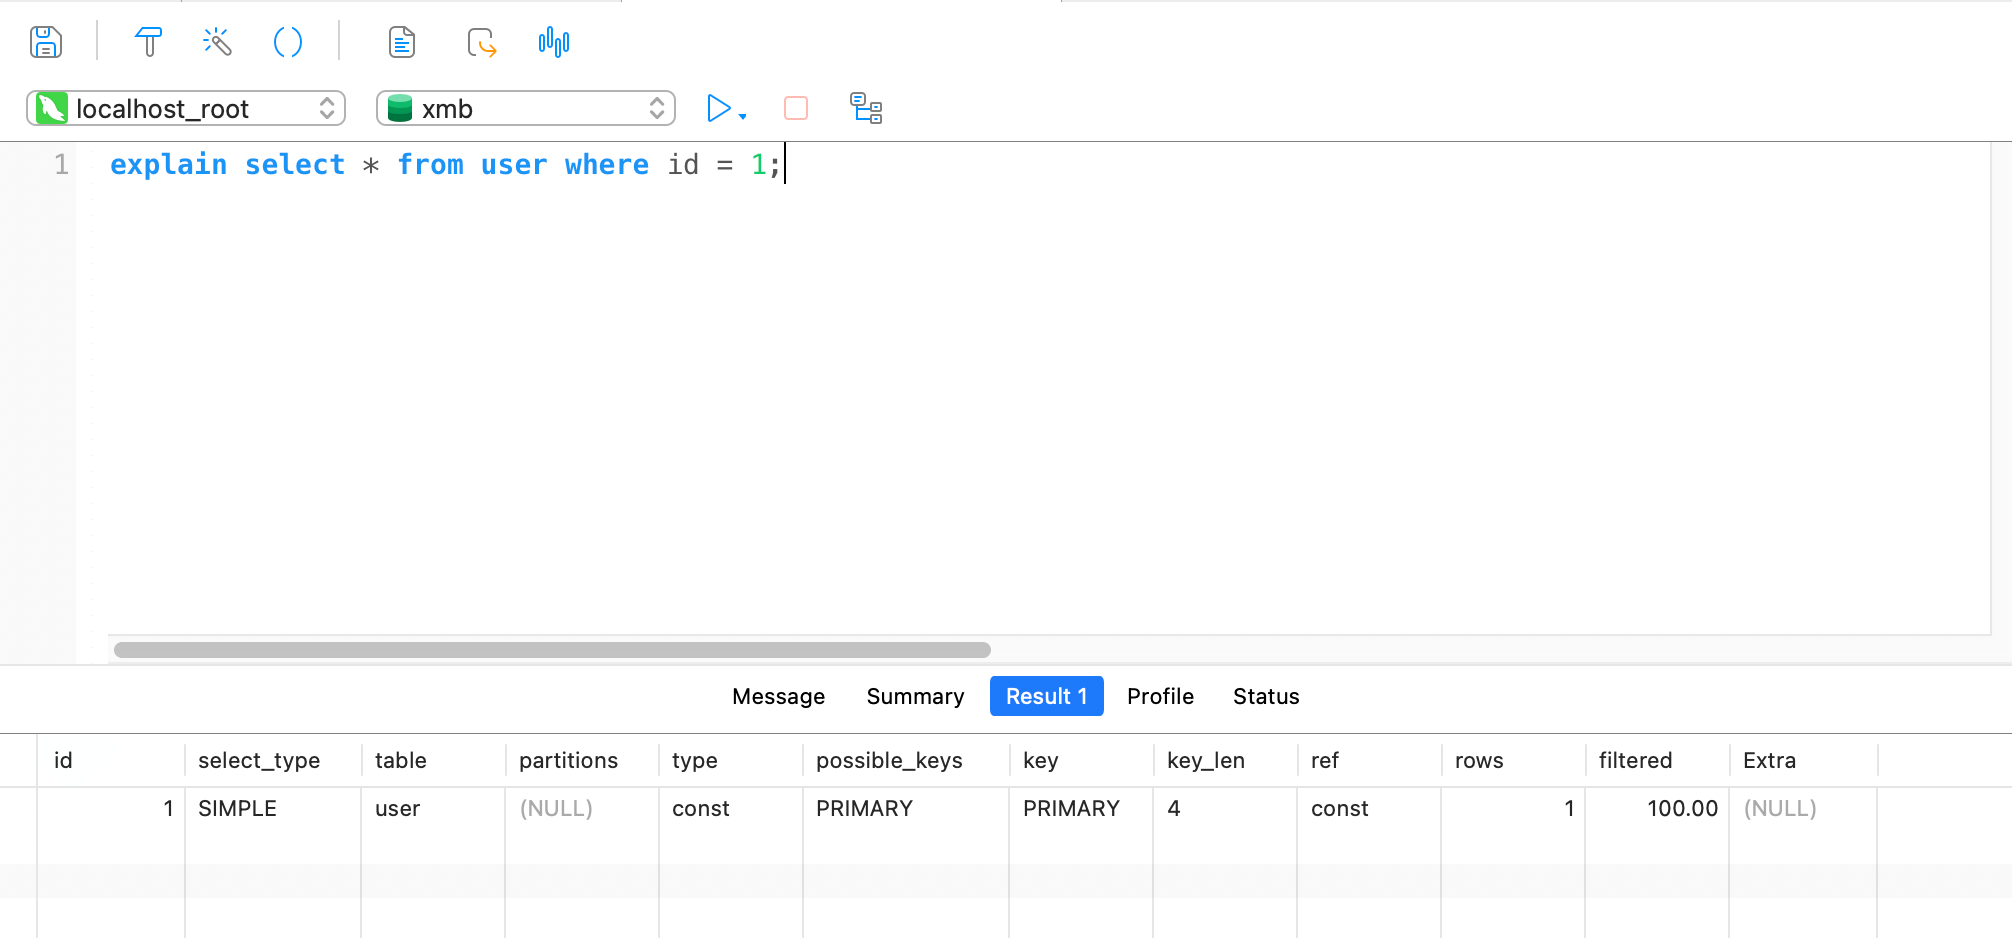 localhost_root xmb
1 explain select * from user where id = 1;
Message Summary Result 1 Profile Status
id select_type table partitions type possible_keys key key_len ref rows filtered Extra
1 SIMPLE user (NULL) const PRIMARY PRIMARY 4 const 1 100.00 (NULL)